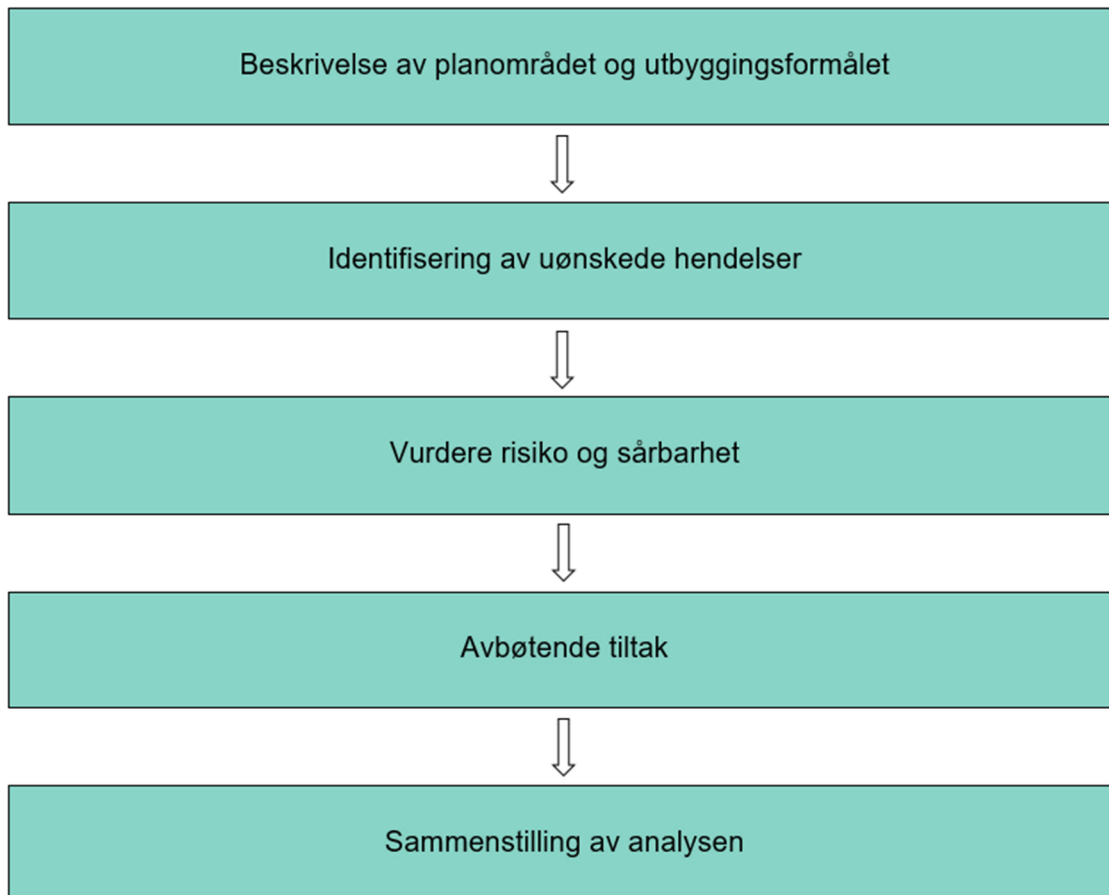 Beskrivelse av planområdet og utbyggingsformålet
Identifisering av uønskede hendelser
Vurdere risiko og sårbarhet
Avbøtende tiltak
Sammenstilling av analysen